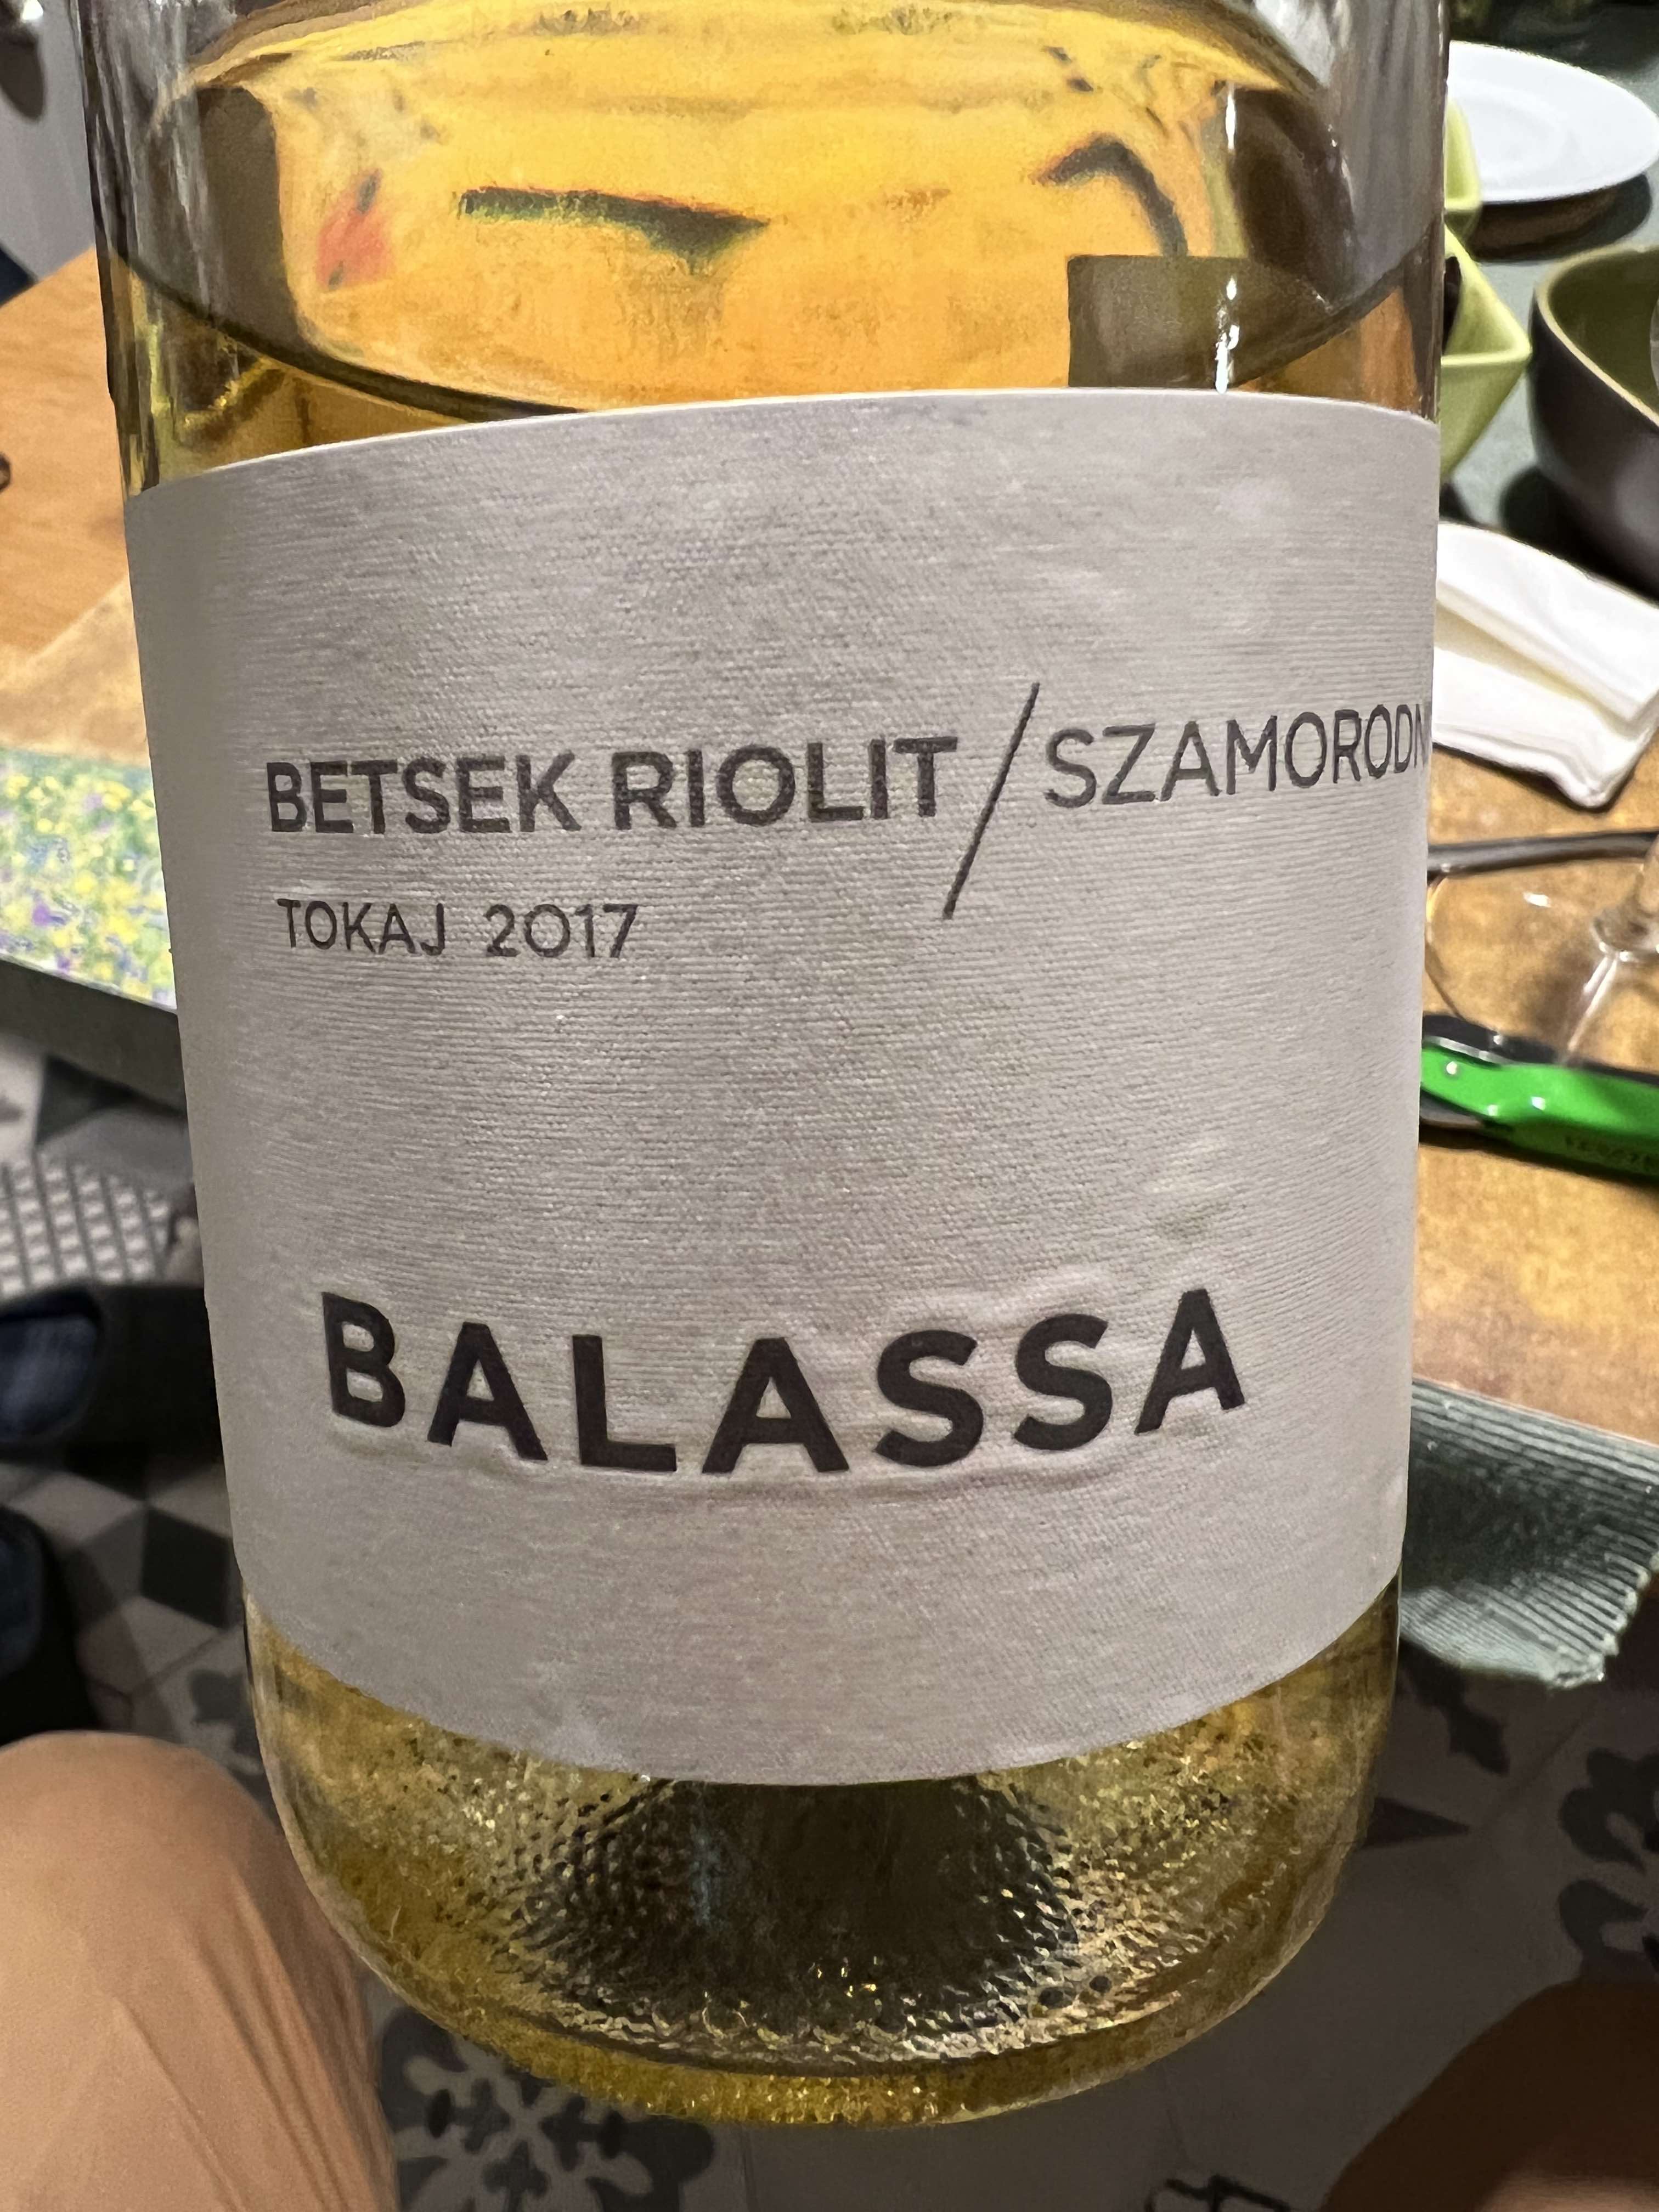 BETSEK RIOLIT / SZAMORODN
TOKAJ 2017
BALASSA